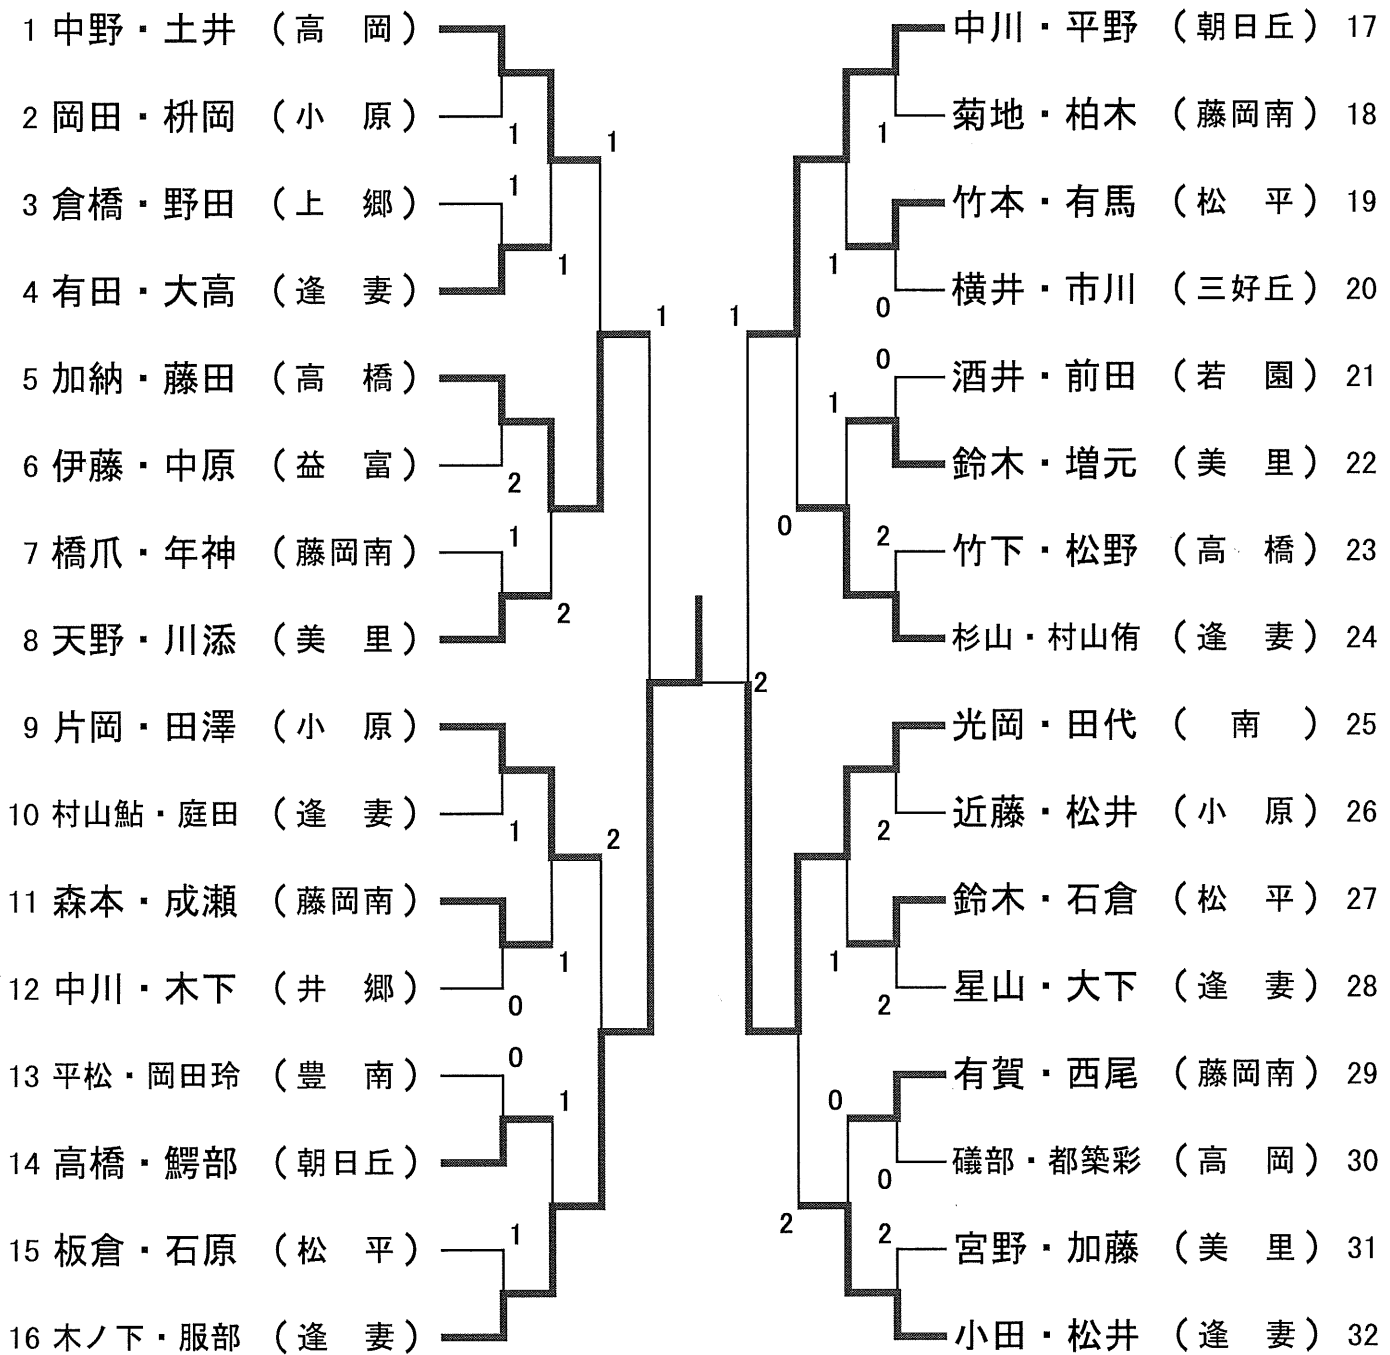 1 中野・土井 （高　岡）
2 岡田・枡岡 （小　原）
3 倉橋・野田 （上　郷）
4 有田・大高 （逢　妻）
5 加納・藤田 （高　橋）
6 伊藤・中原 （益　富）
7 橋爪・年神 （藤岡南）
8 天野・川添 （美　里）
9 片岡・田澤 （小　原）
10 村山鮎・庭田 （逢　妻）
11 森本・成瀬 （藤岡南）
12 中川・木下 （井　郷）
13 平松・岡田玲 （豊　南）
14 高橋・鰐部 （朝日丘）
15 板倉・石原 （松　平）
16 木ノ下・服部 （逢　妻）
1
1
1
2
1
2
1
1
0
0
1
1
1
2
1
2
1
1
0
0
1
1
0
2
2
2
1
2
0
0
2
2
中川・平野 （朝日丘） 17
菊地・柏木 （藤岡南） 18
竹本・有馬 （松　平） 19
横井・市川 （三好丘） 20
酒井・前田 （若　園） 21
鈴木・増元 （美　里） 22
竹下・松野 （高　橋） 23
杉山・村山侑 （逢　妻） 24
光岡・田代 （　南　） 25
近藤・松井 （小　原） 26
鈴木・石倉 （松　平） 27
星山・大下 （逢　妻） 28
有賀・西尾 （藤岡南） 29
礒部・都築彩 （高　岡） 30
宮野・加藤 （美　里） 31
小田・松井 （逢　妻） 32